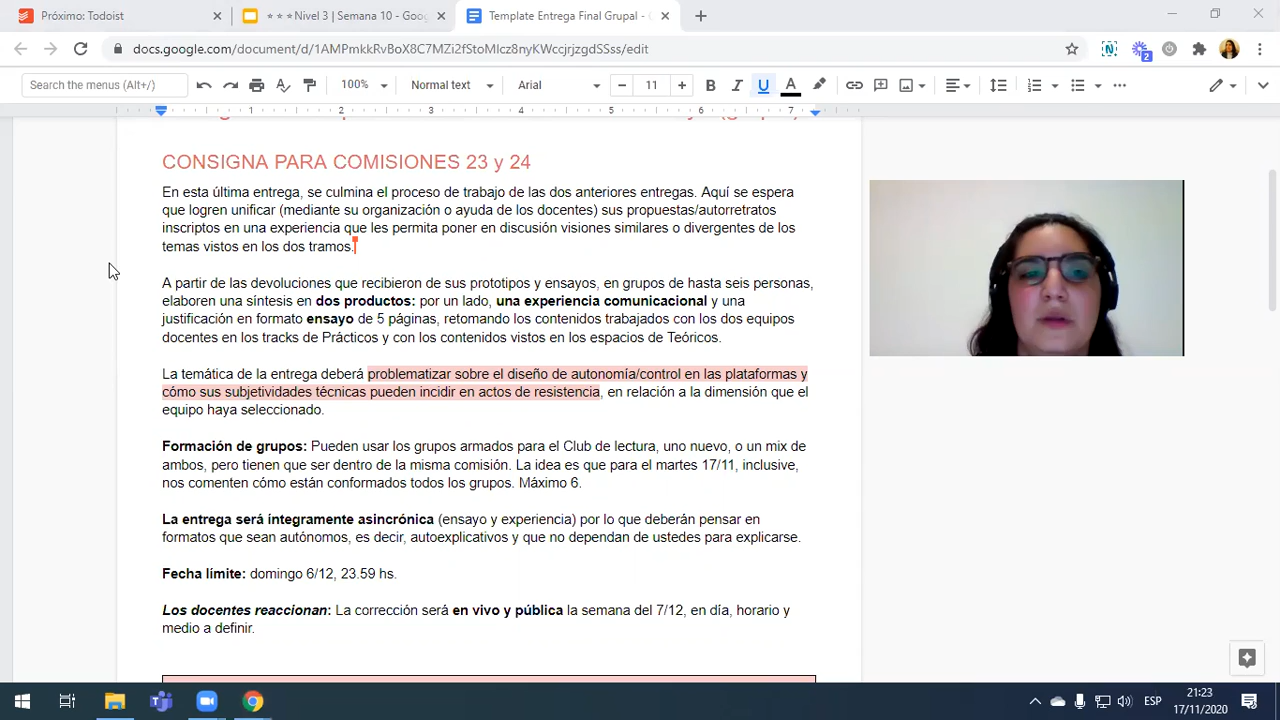 Próximo: Todoist
Nivel 3 | Semana 10 - Goog
Template Entrega Final Grupal - G
docs.google.com/document/d/1AMPmkkRvBoX8C7MZi2fStoMIcz8nyKWccjrjzgdSSss/edit
2
Search the menus (Alt+/)
100%
Normal text
Arial
11
B I U A
1 2 3 4 5 6 7
CONSIGNA PARA COMISIONES 23 y 24
En esta última entrega, se culmina el proceso de trabajo de las dos anteriores entregas. Aquí se espera
que logren unificar (mediante su organización o ayuda de los docentes) sus propuestas/autorretratos
inscriptos en una experiencia que les permita poner en discusión visiones similares o divergentes de los
temas vistos en los dos tramos.
A partir de las devoluciones que recibieron de sus prototipos y ensayos, en grupos de hasta seis personas,
elaboren una síntesis en dos productos: por un lado, una experiencia comunicacional y una
justificación en formato ensayo de 5 páginas, retomando los contenidos trabajados con los dos equipos
docentes en los tracks de Prácticos y con los contenidos vistos en los espacios de Teóricos.
La temática de la entrega deberá problematizar sobre el diseño de autonomía/control en las plataformas y
cómo sus subjetividades técnicas pueden incidir en actos de resistencia, en relación a la dimensión que el
equipo haya seleccionado.
Formación de grupos: Pueden usar los grupos armados para el Club de lectura, uno nuevo, o un mix de
ambos, pero tienen que ser dentro de la misma comisión. La idea es que para el martes 17/11, inclusive,
nos comenten cómo están conformados todos los grupos. Máximo 6.
La entrega será íntegramente asincrónica (ensayo y experiencia) por lo que deberán pensar en
formatos que sean autónomos, es decir, autoexplicativos y que no dependan de ustedes para explicarse.
Fecha límite: domingo 6/12, 23.59 hs.
Los docentes reaccionan: La corrección será en vivo y pública la semana del 7/12, en día, horario y
medio a definir.
ESP
21:23
17/11/2020